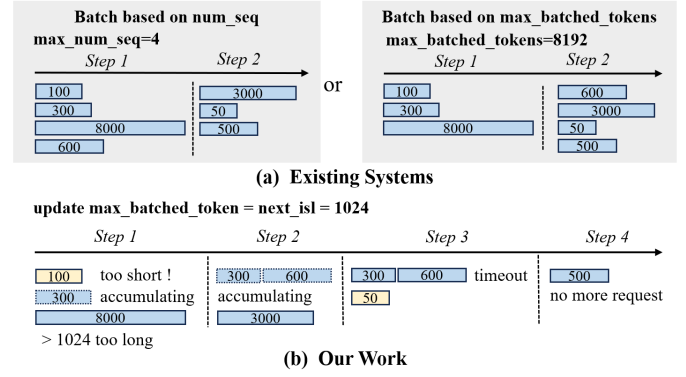 Batch based on num_seq
max_num_seq=4
Step 1
Step 2
100
3000
300
50
8000
500
600
or
Batch based on max_batched_tokens
max_batched_tokens=8192
Step 1
Step 2
100
600
300
3000
8000
50
500
(a) Existing Systems
update max_batched_token = next_isl = 1024
Step 1
Step 2
Step 3
Step 4
100 too short !
300 accumulating
8000
> 1024 too long
300 600
accumulating
3000
300 600 timeout
50
500
no more request
(b) Our Work